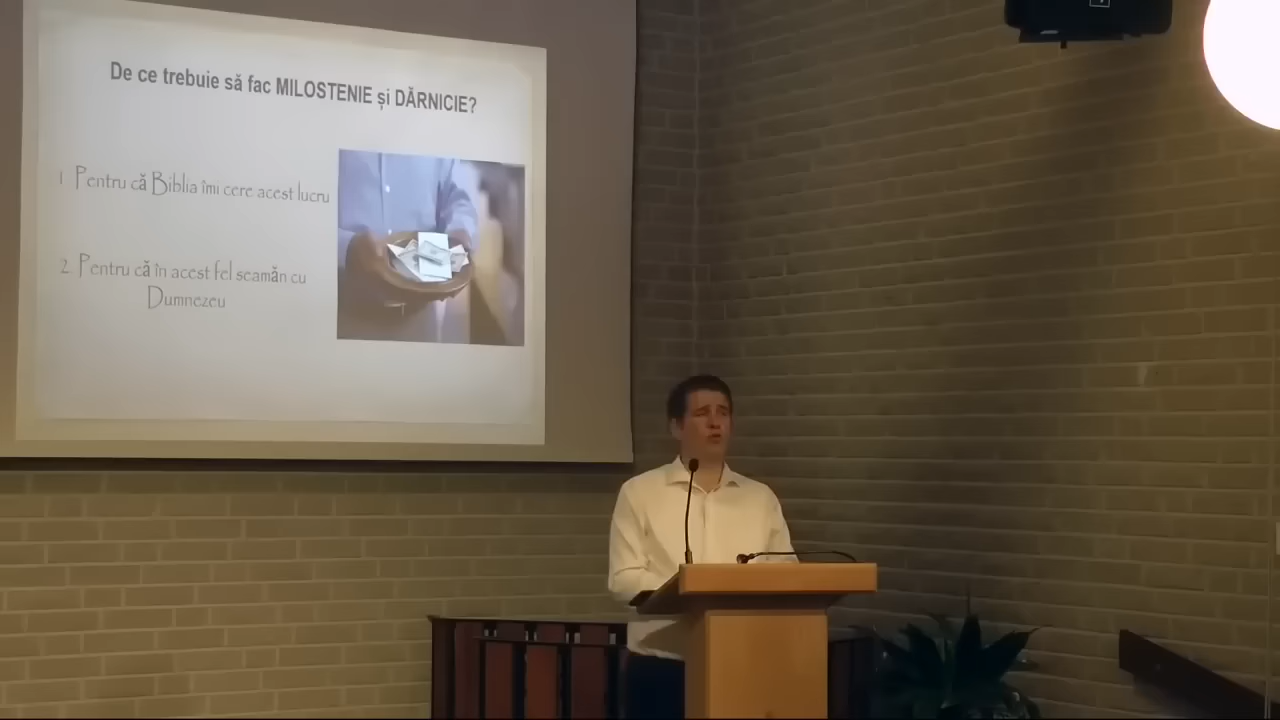 De ce trebuie să fac MILOSTENIE și DĂRNICIE?
1 Pentru că Biblia îmi cere acest lucru
2. Pentru că în acest fel seamăn cu
Dumnezeu